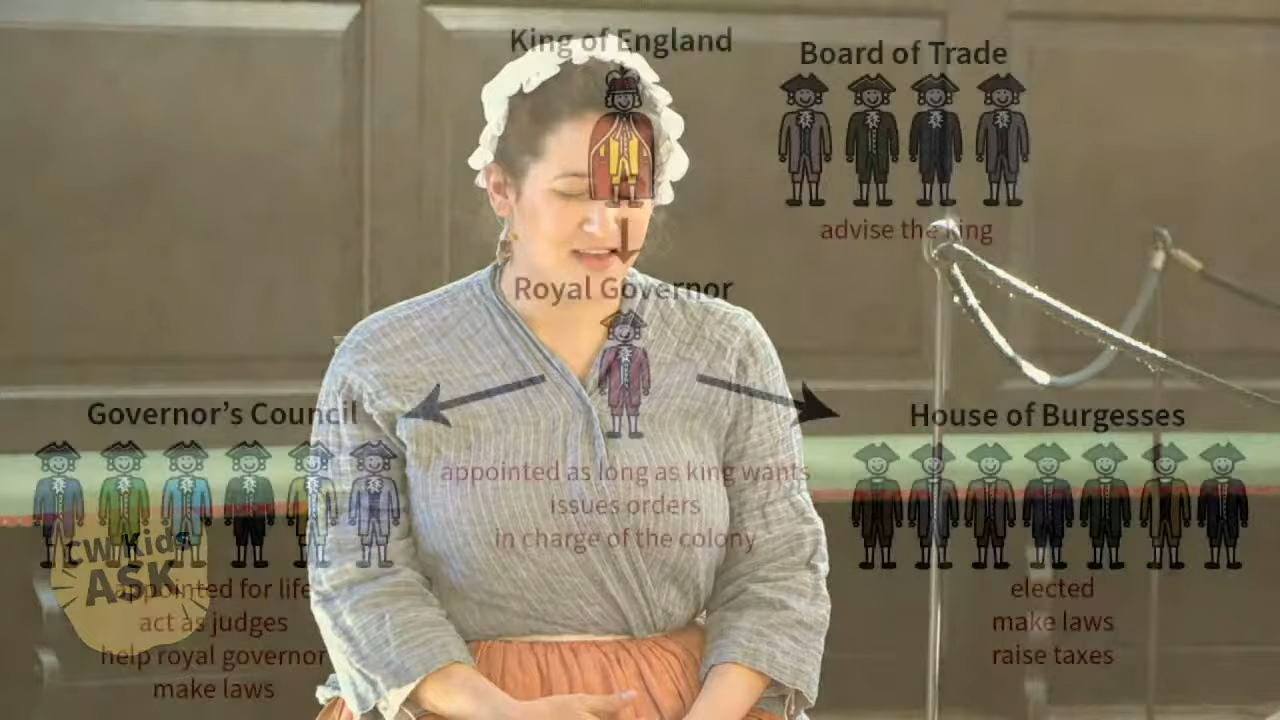 King of England
Board of Trade
advise the king
Royal Governor
Governor's Council
House of Burgesses
appointed as long as king wants
issues orders
in charge of the colony
CW Kids
ASK
appointed for life
act as judges
help royal governor
make laws
elected
make laws
raise taxes